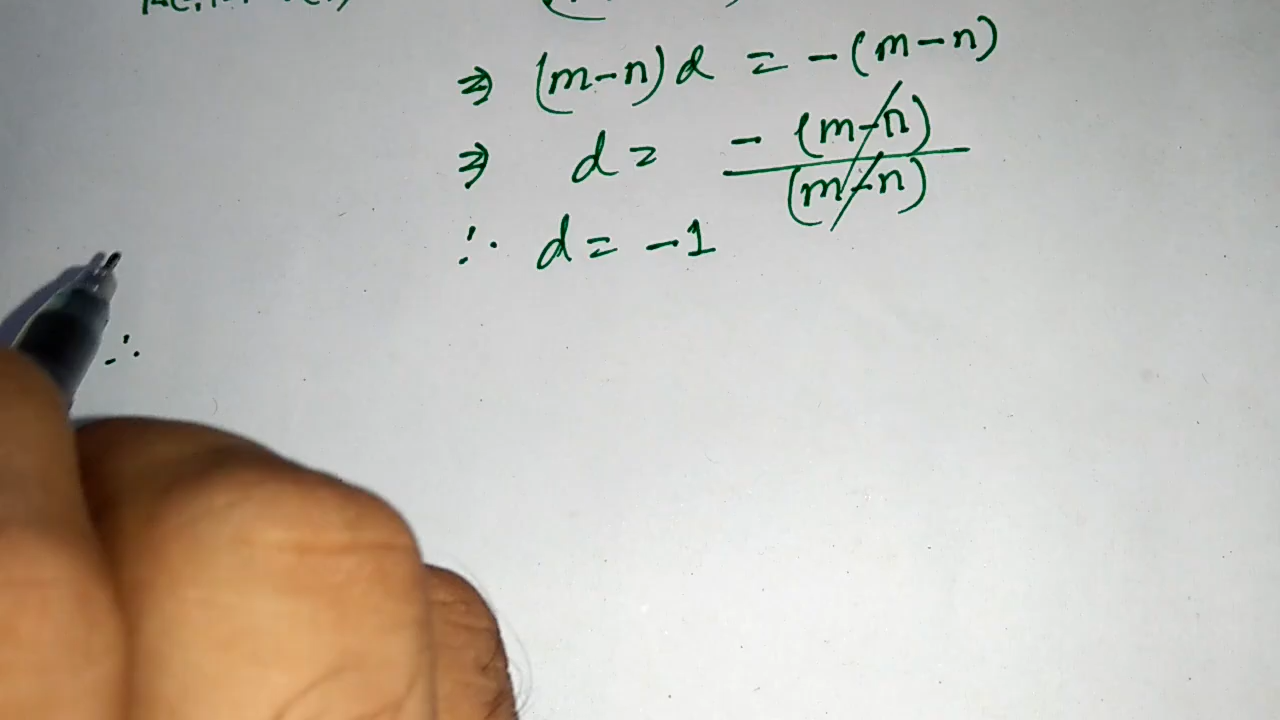 ⇒ (m-n)d = -(m-n)
⇒ d = -(m-n)/(m-n)
∴ d = -1
∴